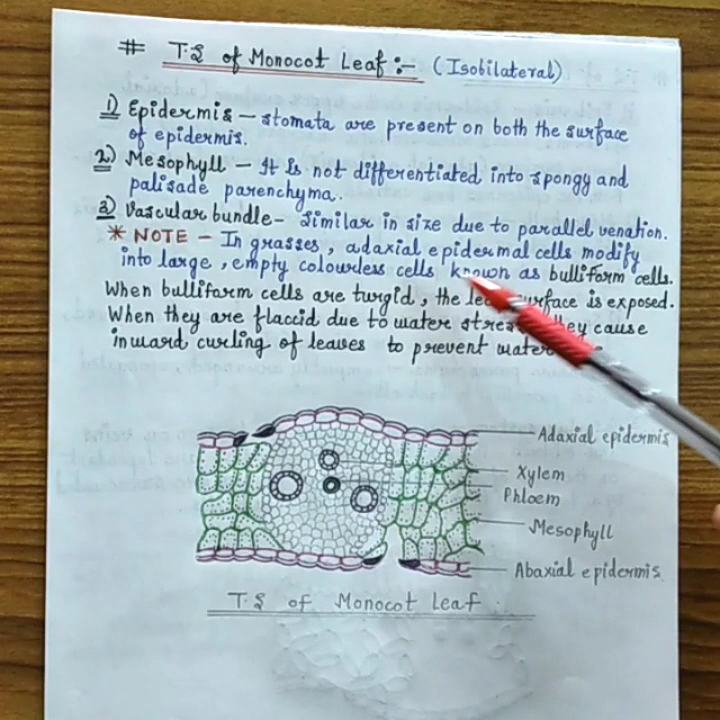 # T.S of Monocot Leaf :- (Isobilateral)
1) Epidermis - stomata are present on both the surface
of epidermis.
2) Mesophyll - It is not differentiated into spongy and
palisade parenchyma.
3) Vascular bundle - Similar in size due to parallel venation.
* NOTE - In grasses, adaxial epidermal cells modify
into large, empty colourless cells known as bulliform cells.
When bulliform cells are turgid, the surface is exposed.
When they are flaccid due to water they cause
inward curling of leaves to prevent water
Adaxial epidermis
Xylem
Phloem
Mesophyll
Abaxial epidermis
T.S of Monocot Leaf